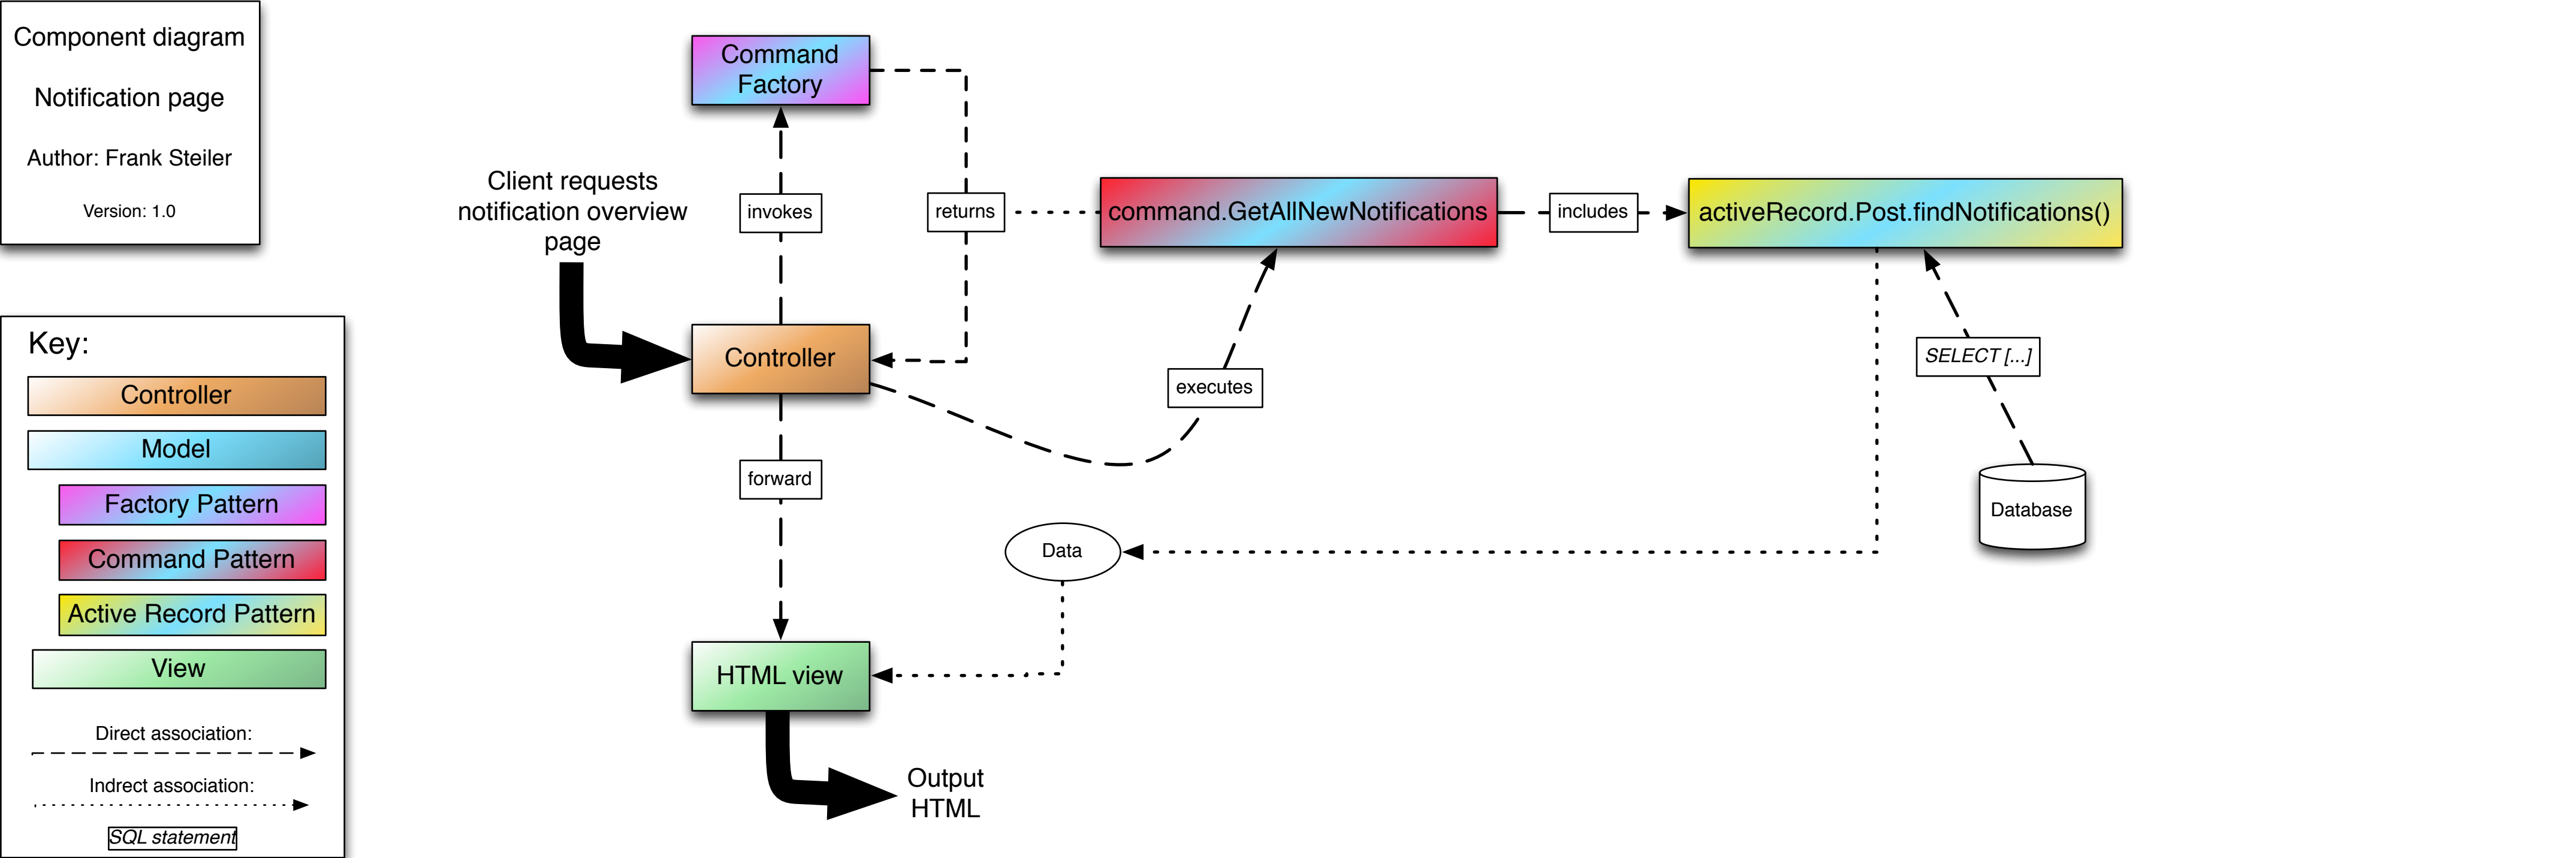 Component diagram
Notification page
Author: Frank Steiler
Version: 1.0
Key:
Controller
Model
Factory Pattern
Command Pattern
Active Record Pattern
View
Direct association:
Indirect association:
SQL statement
Command
Factory
Client requests
notification overview
page
invokes
returns
command.GetAllNewNotifications
includes
activeRecord.Post.findNotifications()
Controller
executes
SELECT [...]
forward
Data
Database
HTML view
Output
HTML